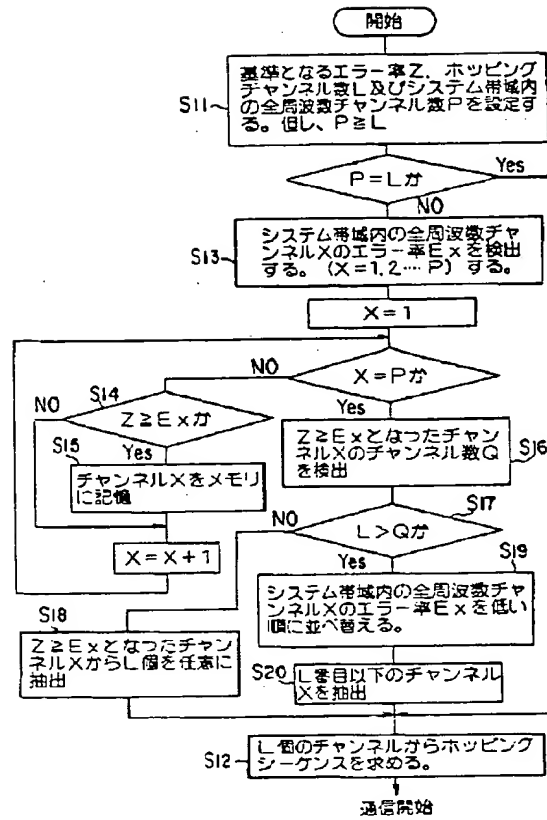 開始
S11
基準となるエラー率Z、ホッピング
チャンネル数L及びシステム帯域内
の全周波数チャンネル数Pを設定す
る。但し、P≧L
P=Lか
Yes
NO
S13
システム帯域内の全周波数チャ
ンネルXのエラー率Exを検出
する。(X=1,2…P)する。
X=1
X=Pか
NO
Yes
S14
Z≧Exか
NO
Yes
S15
チャンネルXをメモリ
に記憶
X=X+1
S16
Z≧Exとなったチャン
ネルXのチャンネル数Q
を検出
S17
L>Qか
NO
Yes
S19
システム帯域内の全周波数チャ
ンネルXのエラー率Exを低い
順に並べ替える。
S18
Z≧Exとなったチャン
ネルXからL個を任意に
抽出
S20
L番目以下のチャンネル
Xを抽出
S12
L個のチャンネルからホッピング
シーケンスを求める。
通信開始